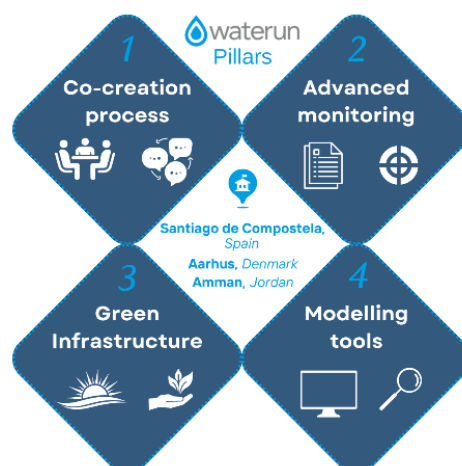 waterun
Pillars
1
Co-creation
process
2
Advanced
monitoring
Santiago de Compostela,
Spain
Aarhus, Denmark
Amman, Jordan
3
Green
Infrastructure
4
Modelling
tools